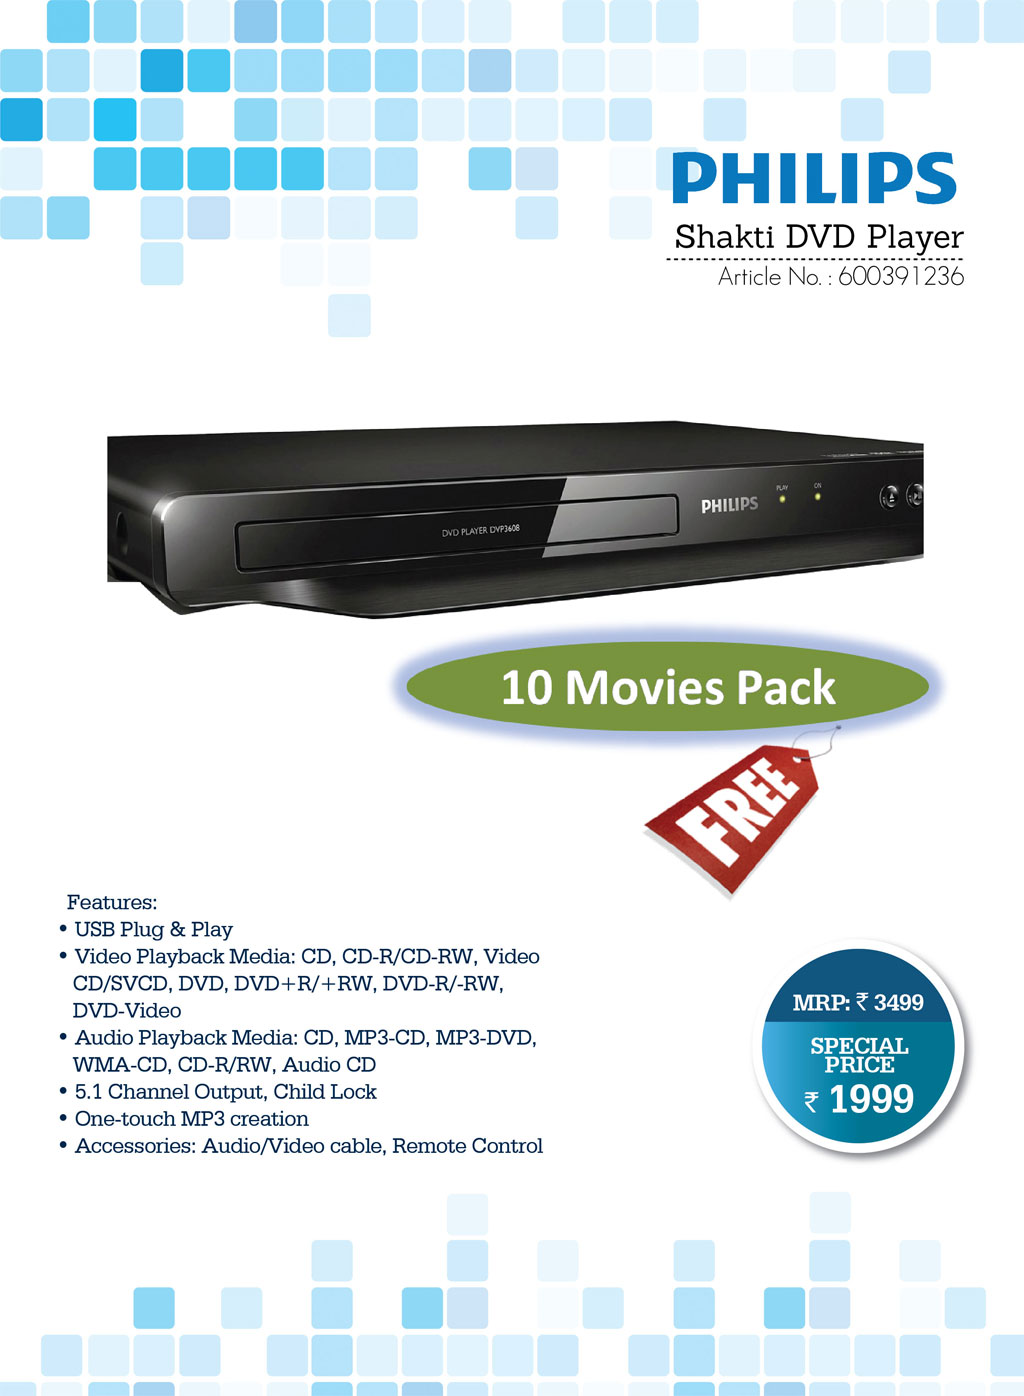 PHILIPS
Shakti DVD Player
Article No. : 600391236
DVD PLAYER DVP3608
PHILIPS
PLAY
ON
10 Movies Pack
FREE
Features:
• USB Plug & Play
• Video Playback Media: CD, CD-R/CD-RW, Video
CD/SVCD, DVD, DVD+R/+RW, DVD-R/-RW,
DVD-Video
• Audio Playback Media: CD, MP3-CD, MP3-DVD,
WMA-CD, CD-R/RW, Audio CD
• 5.1 Channel Output, Child Lock
• One-touch MP3 creation
• Accessories: Audio/Video cable, Remote Control
MRP: ₹ 3499
SPECIAL
PRICE
₹ 1999